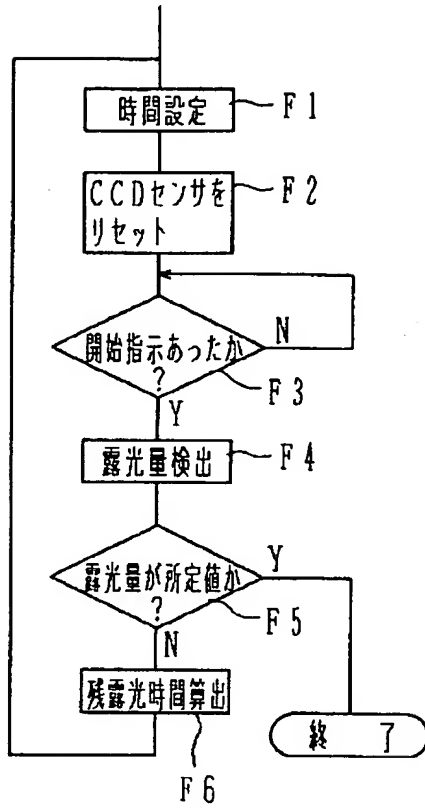 時間設定
F1
CCDセンサを
リセット
F2
開始指示あったか
?
N
F3
Y
露光量検出
F4
露光量が所定値か
?
Y
F5
N
残露光時間算出
F6
終 了